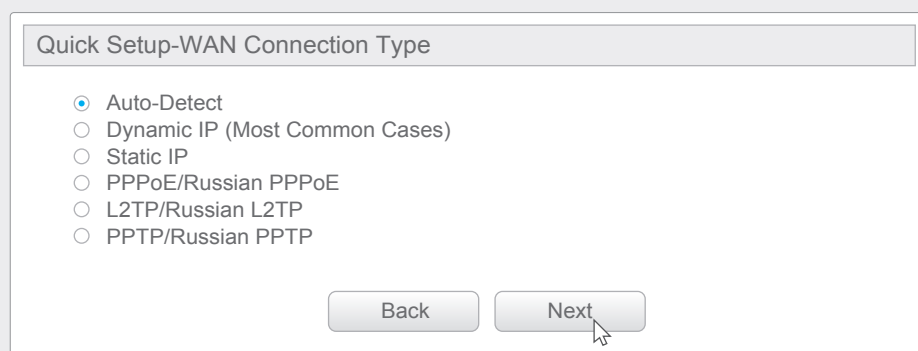 Quick Setup-WAN Connection Type
Auto-Detect
Dynamic IP (Most Common Cases)
Static IP
PPPoE/Russian PPPoE
L2TP/Russian L2TP
PPTP/Russian PPTP
Back Next